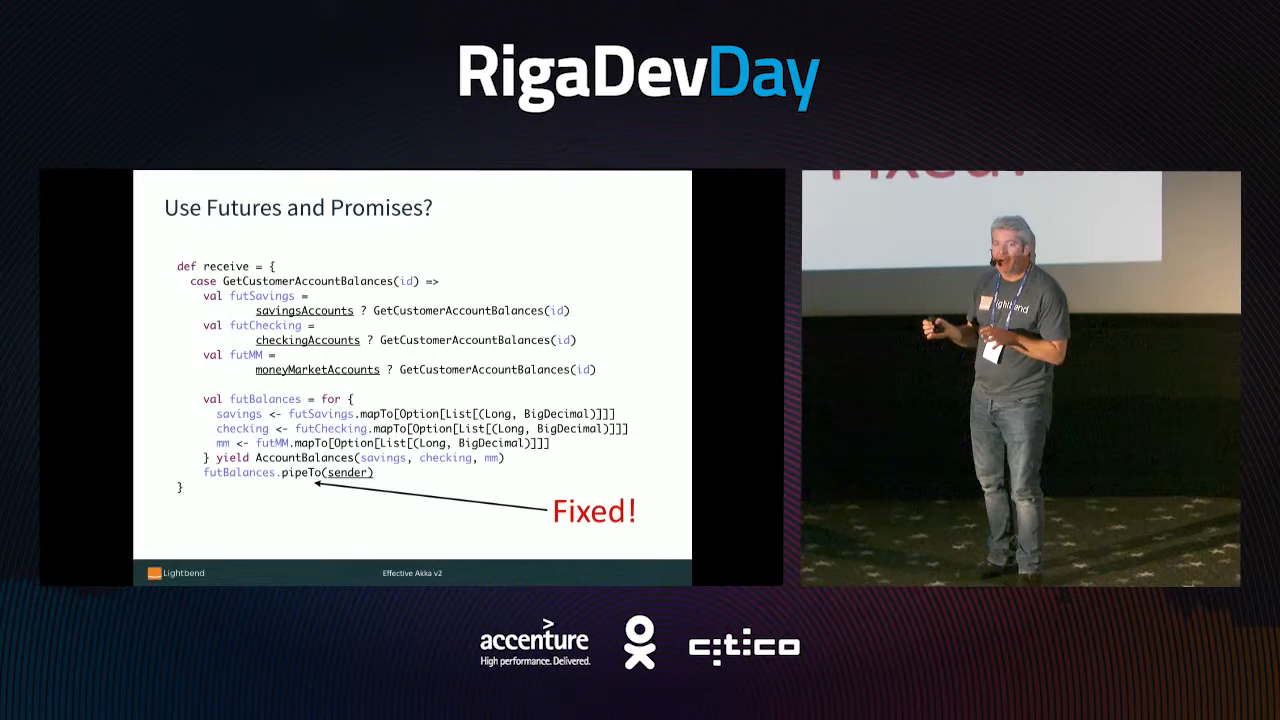 RigaDevDay
Use Futures and Promises?
def receive = {
case GetCustomerAccountBalances(id) =>
val futSavings =
savingsAccounts ? GetCustomerAccountBalances(id)
val futChecking =
checkingAccounts ? GetCustomerAccountBalances(id)
val futMM =
moneyMarketAccounts ? GetCustomerAccountBalances(id)
val futBalances = for {
savings <- futSavings.mapTo[Option[List[(Long, BigDecimal)]]]
checking <- futChecking.mapTo[Option[List[(Long, BigDecimal)]]]
mm <- futMM.mapTo[Option[List[(Long, BigDecimal)]]]
} yield AccountBalances(savings, checking, mm)
futBalances.pipeTo(sender)
}
Fixed!
Lightbend
Effective Akka v2
Fixed!
lightbend
accenture
High performance. Delivered.
citico